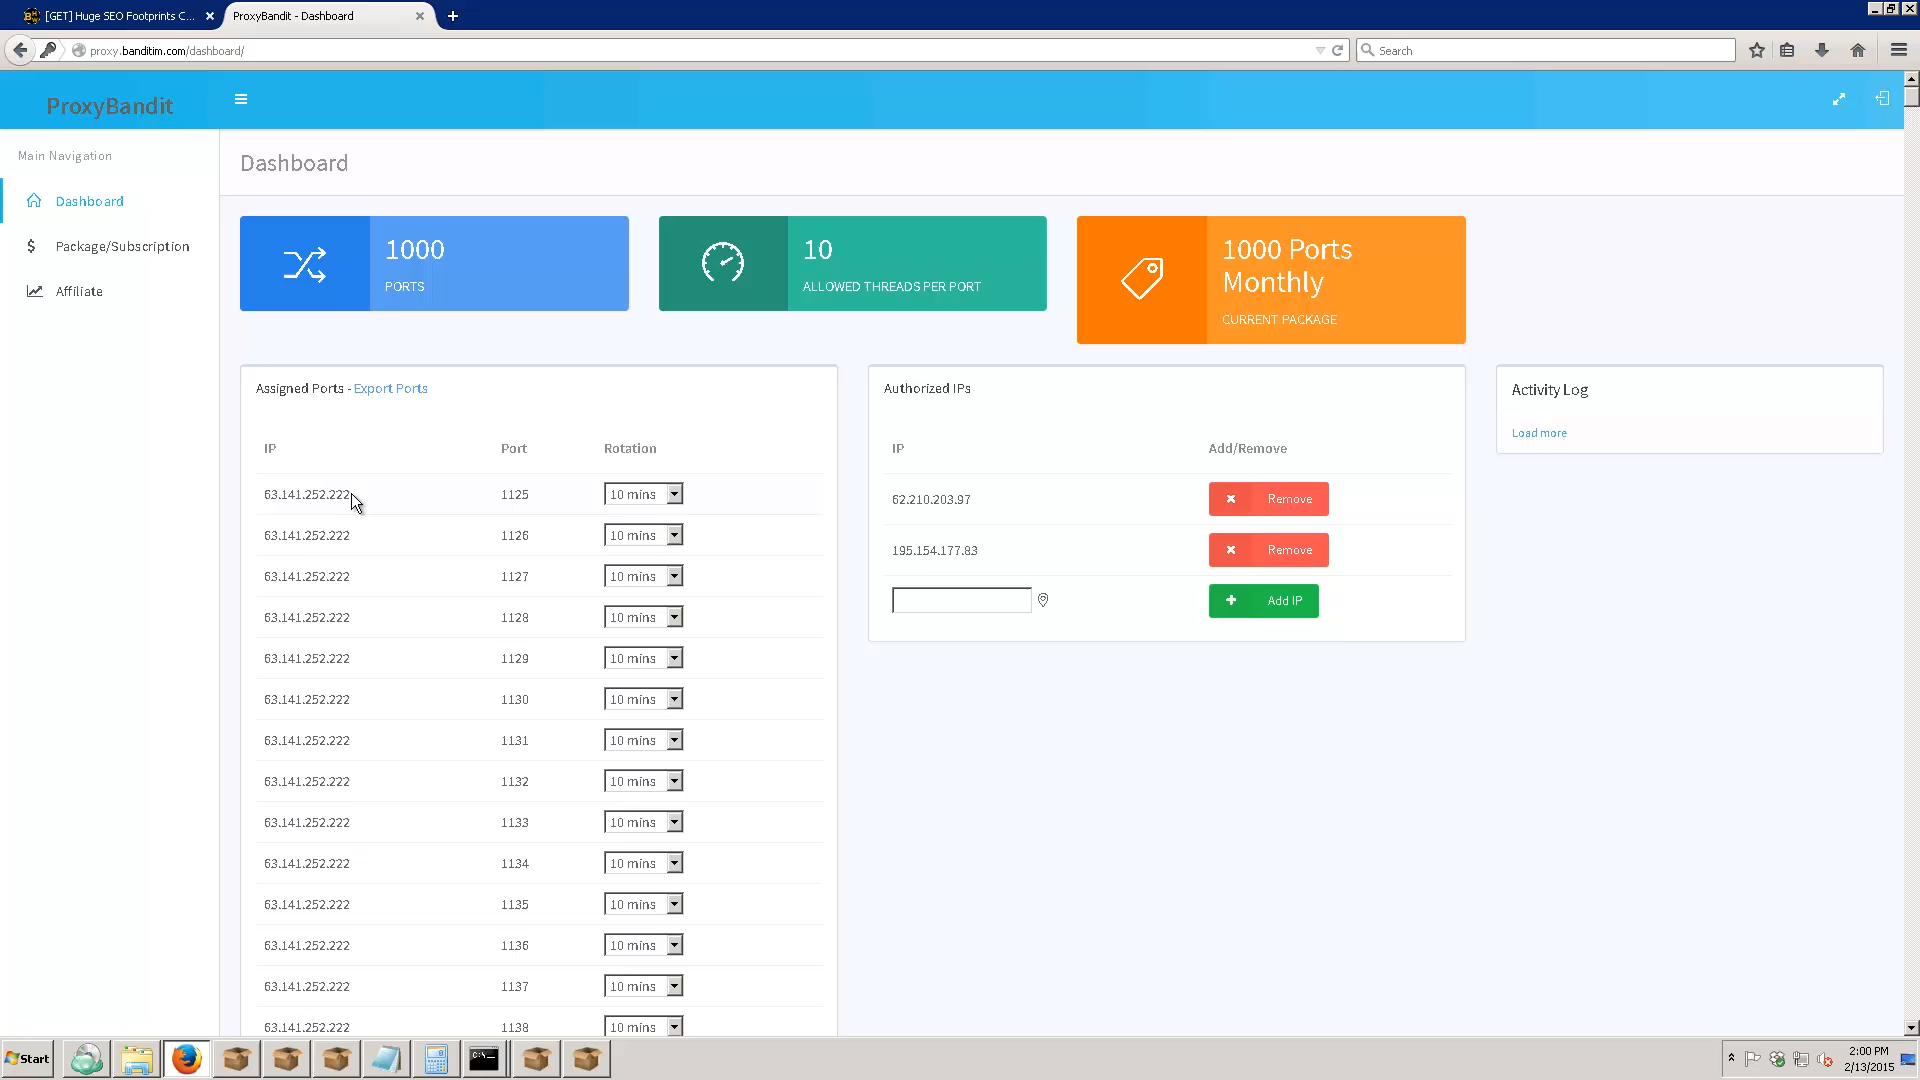 [GET] Huge SEO Footprints C...
ProxyBandit - Dashboard
proxy.banditim.com/dashboard/
Search
ProxyBandit
Main Navigation
Dashboard
Package/Subscription
Affiliate
Dashboard
1000
PORTS
10
ALLOWED THREADS PER PORT
1000 Ports
Monthly
CURRENT PACKAGE
Assigned Ports - Export Ports
IP Port Rotation
63.141.252.222 1125 10 mins
63.141.252.222 1126 10 mins
63.141.252.222 1127 10 mins
63.141.252.222 1128 10 mins
63.141.252.222 1129 10 mins
63.141.252.222 1130 10 mins
63.141.252.222 1131 10 mins
63.141.252.222 1132 10 mins
63.141.252.222 1133 10 mins
63.141.252.222 1134 10 mins
63.141.252.222 1135 10 mins
63.141.252.222 1136 10 mins
63.141.252.222 1137 10 mins
63.141.252.222 1138 10 mins
Authorized IPs
IP Add/Remove
62.210.203.97 Remove
195.154.177.83 Remove
Add IP
Activity Log
Load more
Start
2:00 PM
2/13/2015